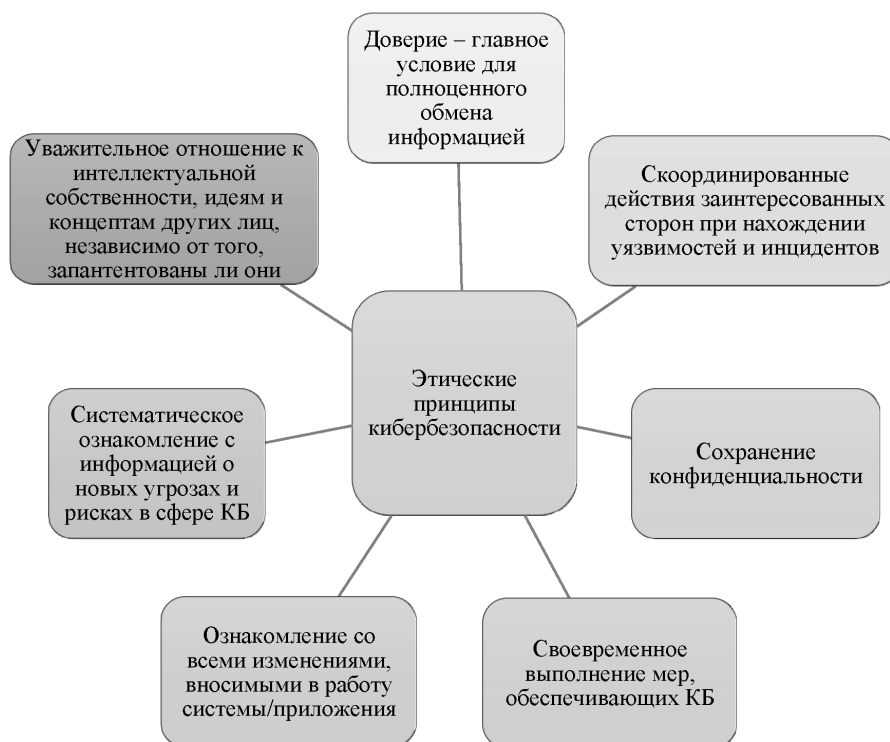 Доверие – главное
условие для
полноценного
обмена
информацией
Скоординированные
действия заинтересованных
сторон при нахождении
уязвимостей и инцидентов
Сохранение
конфиденциальности
Своевременное
выполнение мер,
обеспечивающих КБ
Ознакомление со
всеми изменениями,
вносимыми в работу
системы/приложения
Систематическое
ознакомление с
информацией о
новых угрозах и
рисках в сфере КБ
Уважительное отношение к
интеллектуальной
собственности, идеям и
концептам других лиц,
независимо от того,
запантентованы ли они
Этические
принципы
кибербезопасности